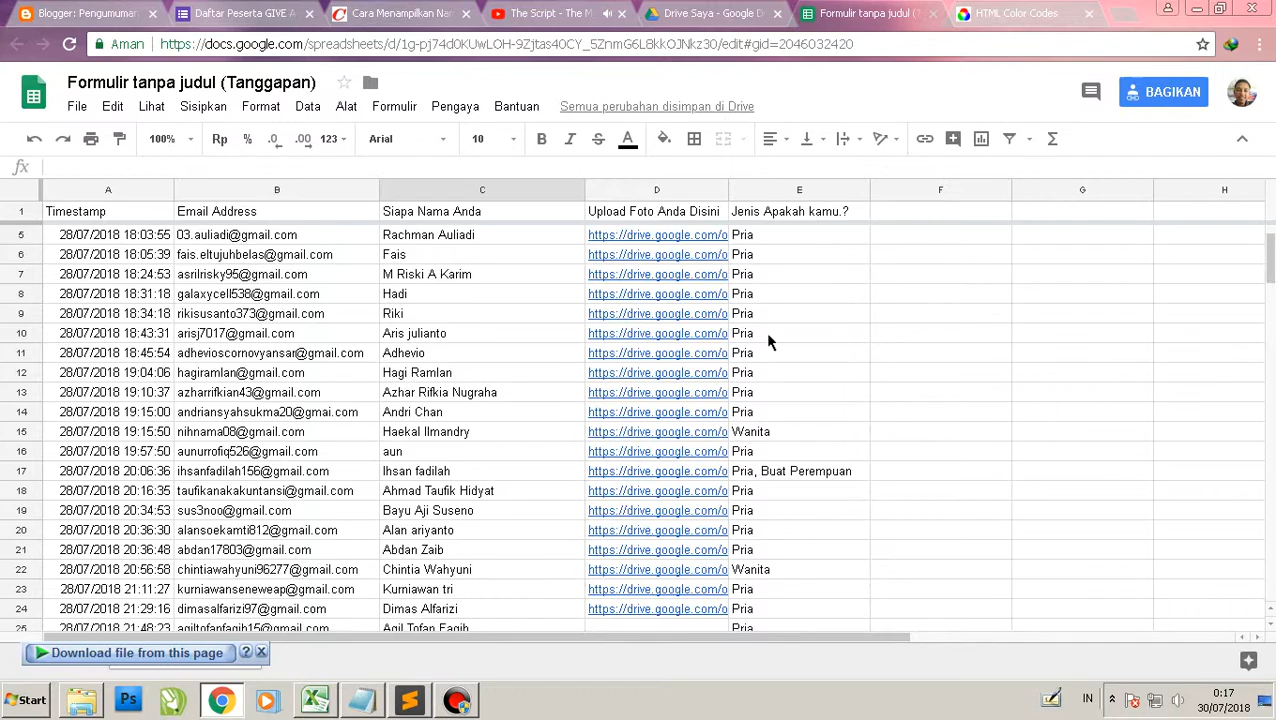 Blogger: Pengumuman
Daftar Peserta GIVE A
Cara Menampilkan Na
The Script - The M
Drive Saya - Google D
Formulir tanpa judul (
HTML Color Codes
Aman
https://docs.google.com/spreadsheets/d/1g-pj74d0KUwLOH-9Zjtas40CY_5ZnmG6L8kkOJNkz30/edit#gid=2046032420
Formulir tanpa judul (Tanggapan)
File Edit Lihat Sisipkan Format Data Alat Formulir Pengaya Bantuan Semua perubahan disimpan di Drive
BAGIKAN
100% Rp % .0 .00 123 Arial 10 B I S A Σ
fx
A B C D E F G H
1 Timestamp Email Address Siapa Nama Anda Upload Foto Anda Disini Jenis Apakah kamu.?
5 28/07/2018 18:03:55 03.auliadi@gmail.com Rachman Auliadi https://drive.google.com/o Pria
6 28/07/2018 18:05:39 fais.eltujuhbelas@gmail.com Fais https://drive.google.com/o Pria
7 28/07/2018 18:24:53 asrilrisky95@gmail.com M Riski A Karim https://drive.google.com/o Pria
8 28/07/2018 18:31:18 galaxycell538@gmail.com Hadi https://drive.google.com/o Pria
9 28/07/2018 18:34:18 rikisusanto373@gmail.com Riki https://drive.google.com/o Pria
10 28/07/2018 18:43:31 arisj7017@gmail.com Aris julianto https://drive.google.com/o Pria
11 28/07/2018 18:45:54 adhevioscornovyansar@gmail.com Adhevio https://drive.google.com/o Pria
12 28/07/2018 19:04:06 hagiramlan@gmail.com Hagi Ramlan https://drive.google.com/o Pria
13 28/07/2018 19:10:37 azharrifkian43@gmail.com Azhar Rifkia Nugraha https://drive.google.com/o Pria
14 28/07/2018 19:15:00 andriansyahsukma20@gmai.com Andri Chan https://drive.google.com/o Pria
15 28/07/2018 19:15:50 nihnama08@gmail.com Haekal Ilmandry https://drive.google.com/o Wanita
16 28/07/2018 19:57:50 aunurrofiq526@gmail.com aun https://drive.google.com/o Pria
17 28/07/2018 20:06:36 ihsanfadilah156@gmail.com Ihsan fadilah https://drive.google.com/o Pria, Buat Perempuan
18 28/07/2018 20:16:35 taufikanakakuntansi@gmail.com Ahmad Taufik Hidyat https://drive.google.com/o Pria
19 28/07/2018 20:34:53 sus3noo@gmail.com Bayu Aji Suseno https://drive.google.com/o Pria
20 28/07/2018 20:36:30 alansoekamti812@gmail.com Alan ariyanto https://drive.google.com/o Pria
21 28/07/2018 20:36:48 abdan17803@gmail.com Abdan Zaib https://drive.google.com/o Pria
22 28/07/2018 20:56:58 chintiawahyuni96277@gmail.com Chintia Wahyuni https://drive.google.com/o Wanita
23 28/07/2018 21:11:27 kurniawanseneweap@gmail.com Kurniawan tri https://drive.google.com/o Pria
24 28/07/2018 21:29:16 dimasalfarizi97@gmail.com Dimas Alfarizi https://drive.google.com/o Pria
25 28/07/2018 21:48:23 agiltofanfaqih15@gmail.com Agil Tofan Faqih Pria
Download file from this page ?
Start Ps IN 0:17
30/07/2018